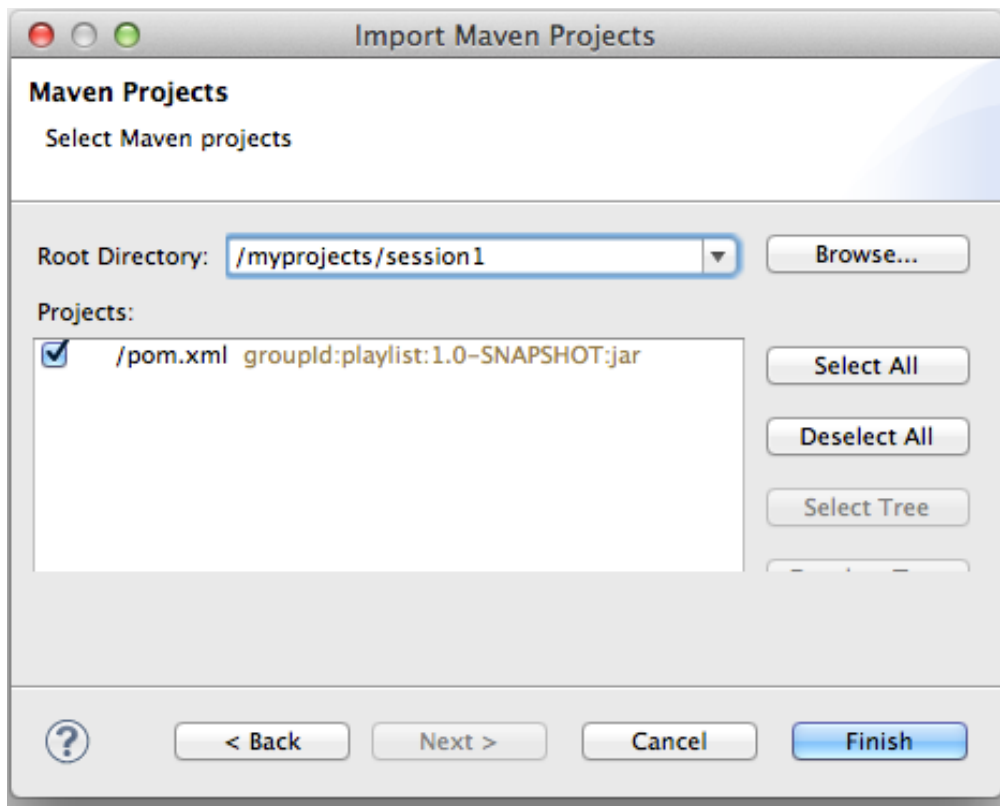 Import Maven Projects
Maven Projects
Select Maven projects
Root Directory: /myprojects/session1 Browse...
Projects:
/pom.xml groupId:playlist:1.0-SNAPSHOT:jar
Select All
Deselect All
Select Tree
? < Back Next > Cancel Finish